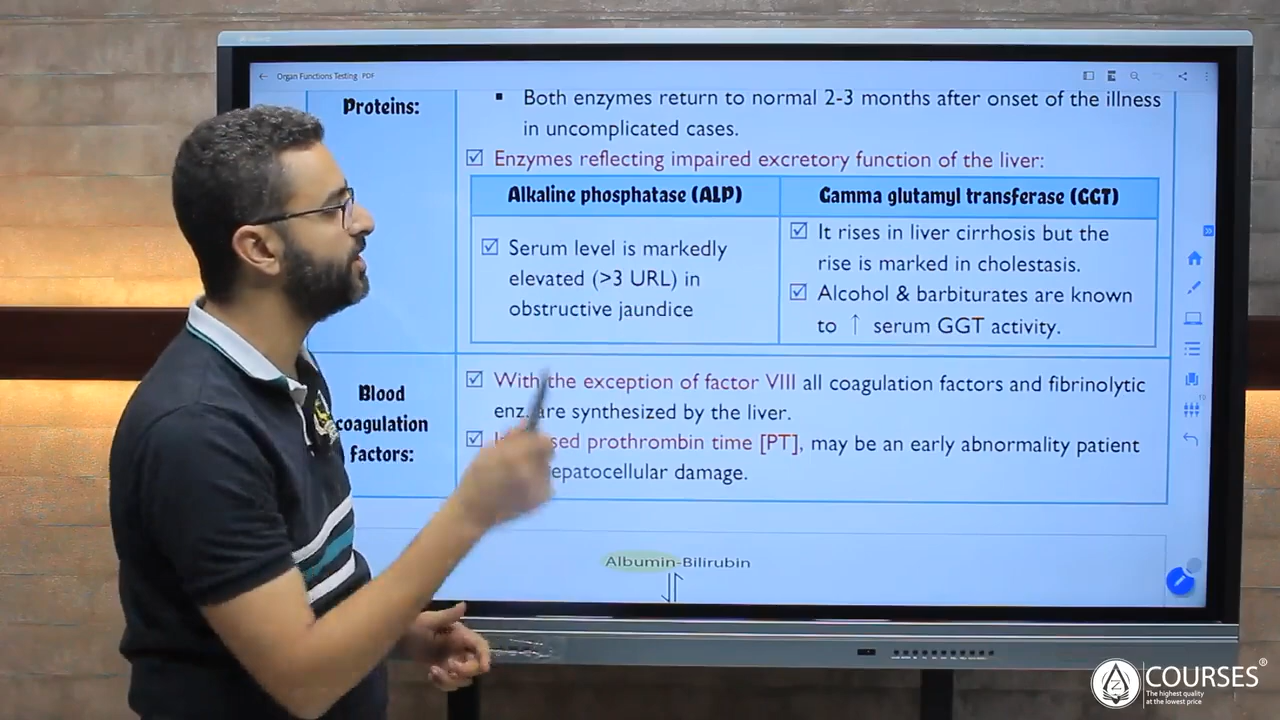 Organ Functions Testing PDF
Proteins:
▪ Both enzymes return to normal 2-3 months after onset of the illness
in uncomplicated cases.
☑ Enzymes reflecting impaired excretory function of the liver:
Alkaline phosphatase (ALP)
☑ Serum level is markedly
elevated (>3 URL) in
obstructive jaundice
Gamma glutamyl transferase (GGT)
☑ It rises in liver cirrhosis but the
rise is marked in cholestasis.
☑ Alcohol & barbiturates are known
to ↑ serum GGT activity.
Blood
coagulation
factors:
☑ With the exception of factor VIII all coagulation factors and fibrinolytic
enz. are synthesized by the liver.
☑ prothrombin time [PT], may be an early abnormality patient
damage.
Albumin-Bilirubin
COURSES®
The highest quality
at the lowest price